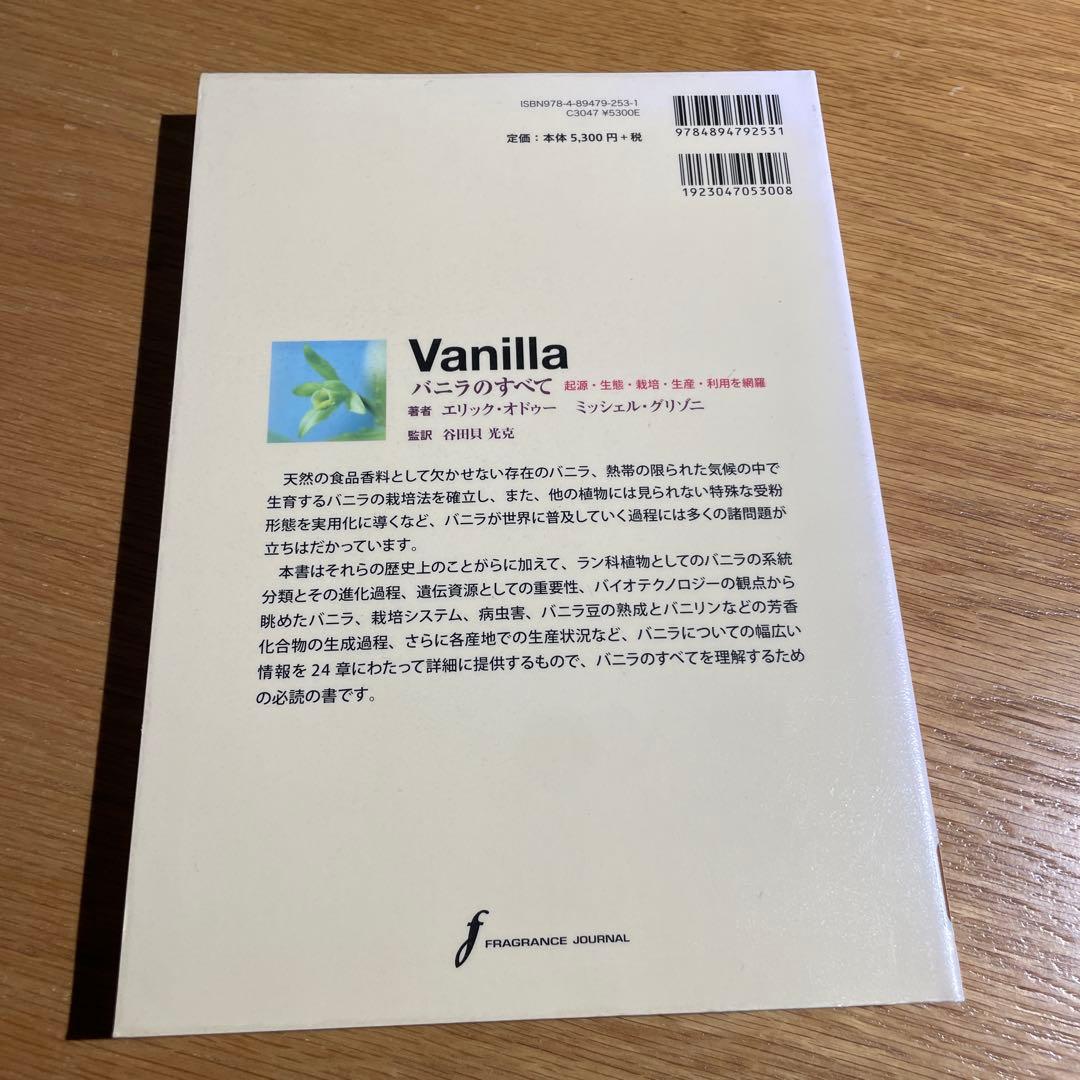 ISBN978-4-89479-253-1
C3047 ¥5300E
定価：本体 5,300 円＋税
9784894792531
1923047053008
Vanilla
バニラのすべて 起源・生態・栽培・生産・利用を網羅
著者 エリック・オドゥー ミッシェル・グリゾニ
監訳 谷田貝 光克
天然の食品香料として欠かせない存在のバニラ、熱帯の限られた気候の中で
生育するバニラの栽培法を確立し、また、他の植物には見られない特殊な受粉
形態を実用化に導くなど、バニラが世界に普及していく過程には多くの諸問題が
立ちはだかっています。
本書はそれらの歴史上のことがらに加えて、ラン科植物としてのバニラの系統
分類とその進化過程、遺伝資源としての重要性、バイオテクノロジーの観点から
眺めたバニラ、栽培システム、病虫害、バニラ豆の熟成とバニリンなどの芳香
化合物の生成過程、さらに各産地での生産状況など、バニラについての幅広い
情報を 24 章にわたって詳細に提供するもので、バニラのすべてを理解するため
の必読の書です。
f FRAGRANCE JOURNAL